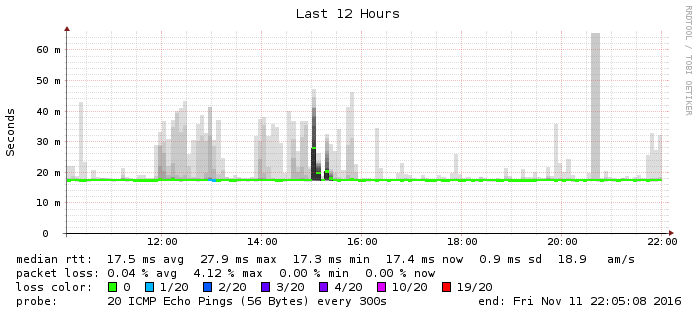 Last 12 Hours
RRDTOOL / TOBI OETIKER
Seconds
60 m
50 m
40 m
30 m
20 m
10 m
0
12:00 14:00 16:00 18:00 20:00 22:00
median rtt: 17.5 ms avg 27.9 ms max 17.3 ms min 17.4 ms now 0.9 ms sd 18.9 am/s
packet loss: 0.04 % avg 4.12 % max 0.00 % min 0.00 % now
loss color: 0 1/20 2/20 3/20 4/20 10/20 19/20
probe: 20 ICMP Echo Pings (56 Bytes) every 300s end: Fri Nov 11 22:05:08 2016